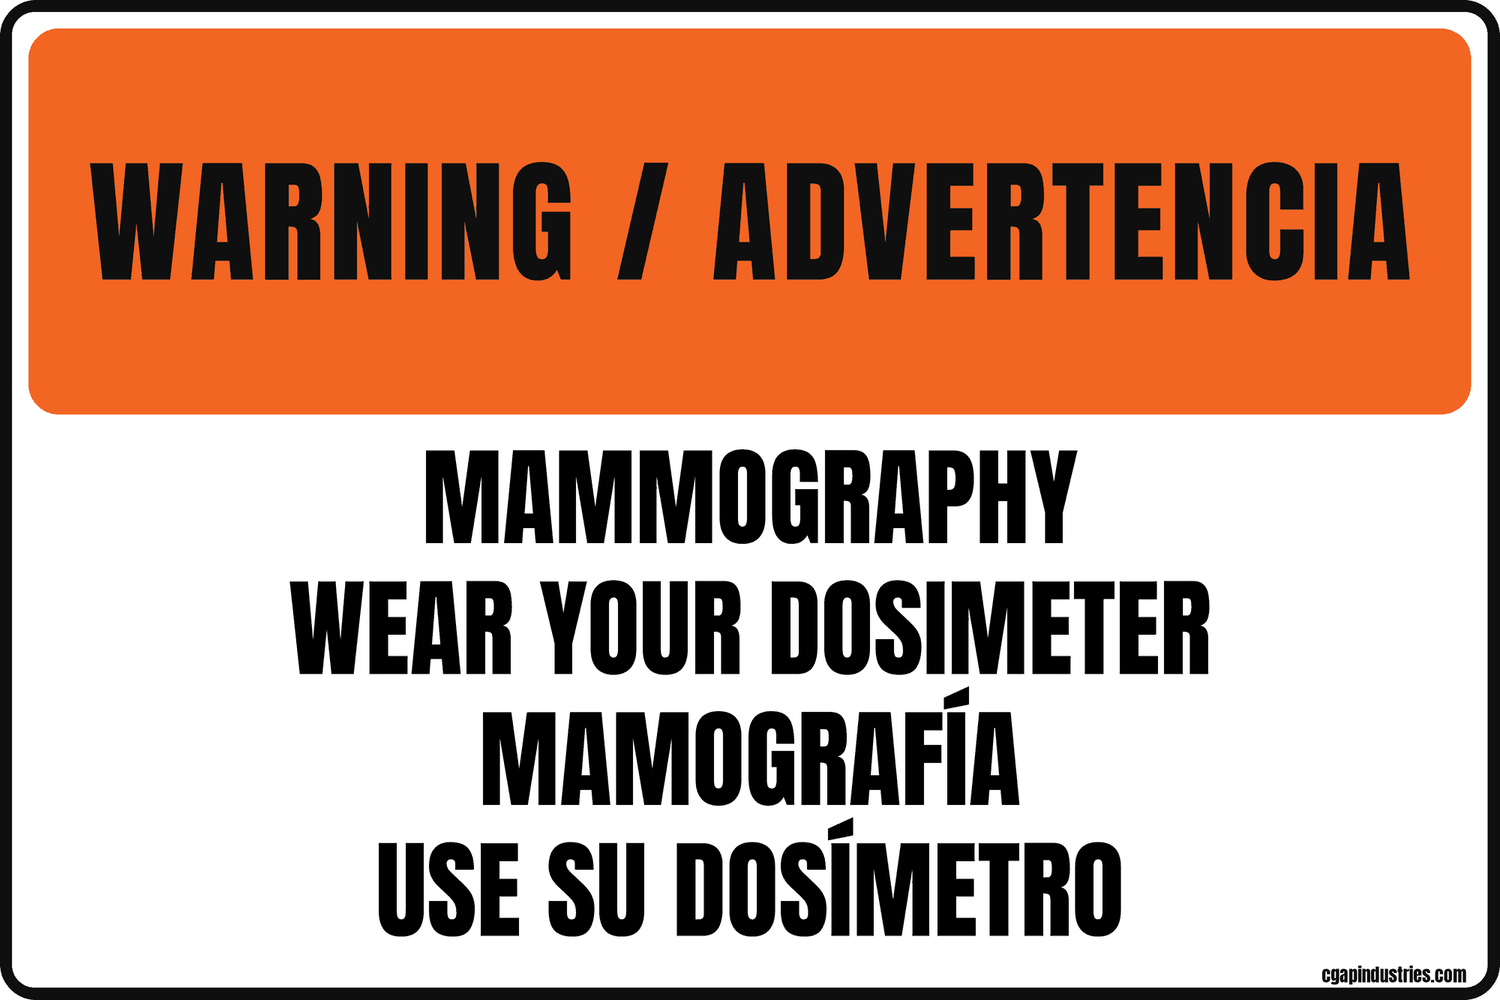 WARNING / ADVERTENCIA
MAMMOGRAPHY
WEAR YOUR DOSIMETER
MAMOGRAFÍA
USE SU DOSÍMETRO
cgapindustries.com